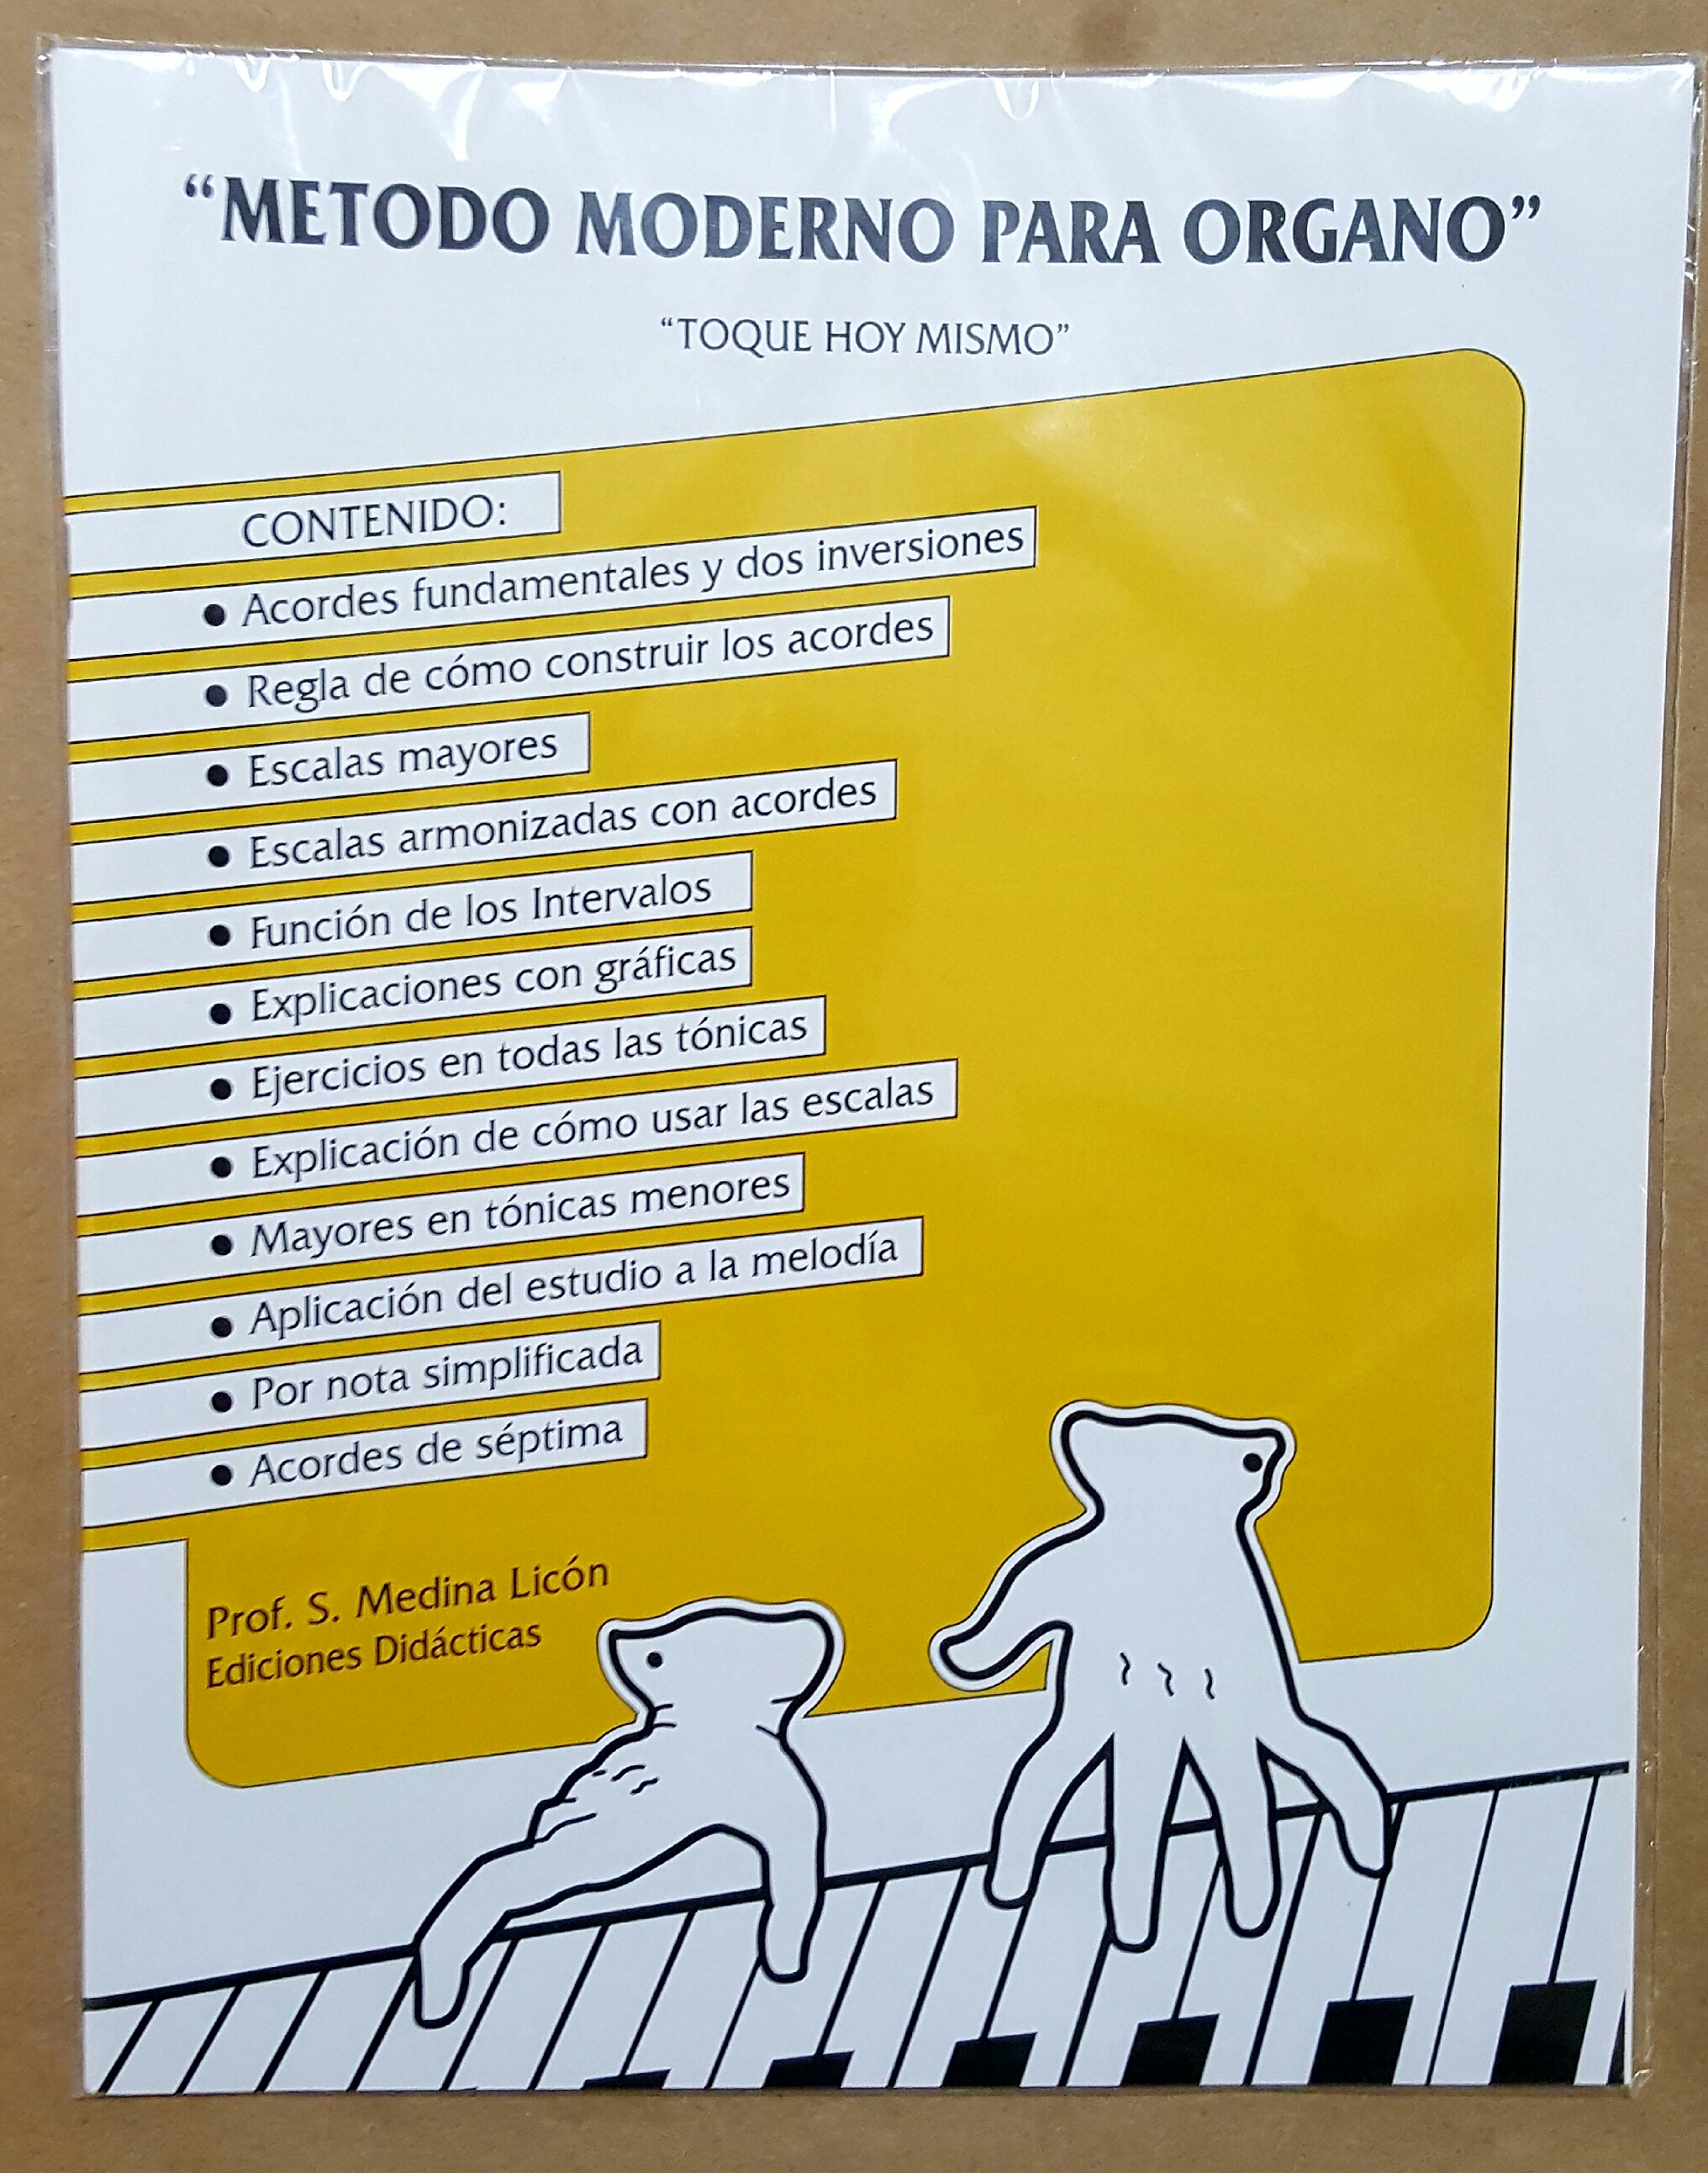 “METODO MODERNO PARA ORGANO”
“TOQUE HOY MISMO”
CONTENIDO:
● Acordes fundamentales y dos inversiones
● Regla de cómo construir los acordes
● Escalas mayores
● Escalas armonizadas con acordes
● Función de los Intervalos
● Explicaciones con gráficas
● Ejercicios en todas las tónicas
● Explicación de cómo usar las escalas
● Mayores en tónicas menores
● Aplicación del estudio a la melodía
● Por nota simplificada
● Acordes de séptima
Prof. S. Medina Licón
Ediciones Didácticas